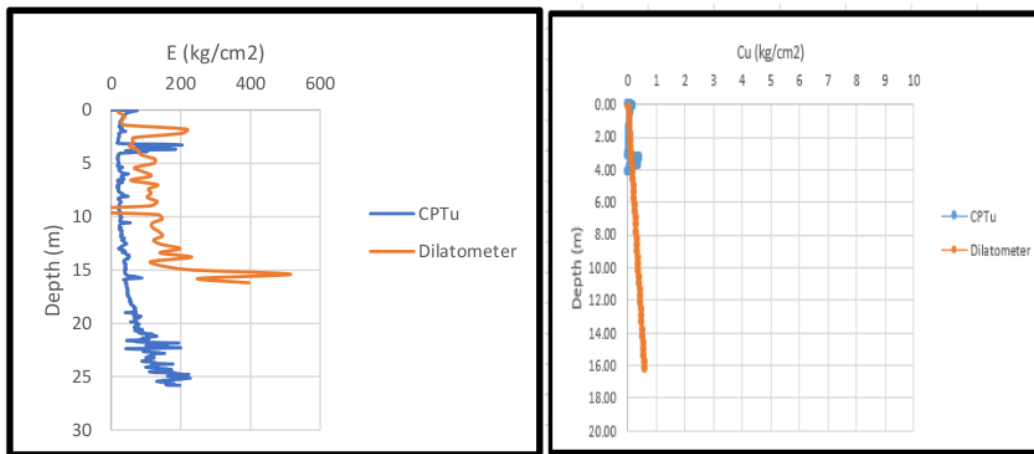 E (kg/cm2)
0 200 400 600
0
5
10
15
20
25
30
Depth (m)
CPTu
Dilatometer
Cu (kg/cm2)
0 1 2 3 4 5 6 7 8 9 10
0.00
2.00
4.00
6.00
8.00
10.00
12.00
14.00
16.00
18.00
20.00
Depth (m)
CPTu
Dilatometer